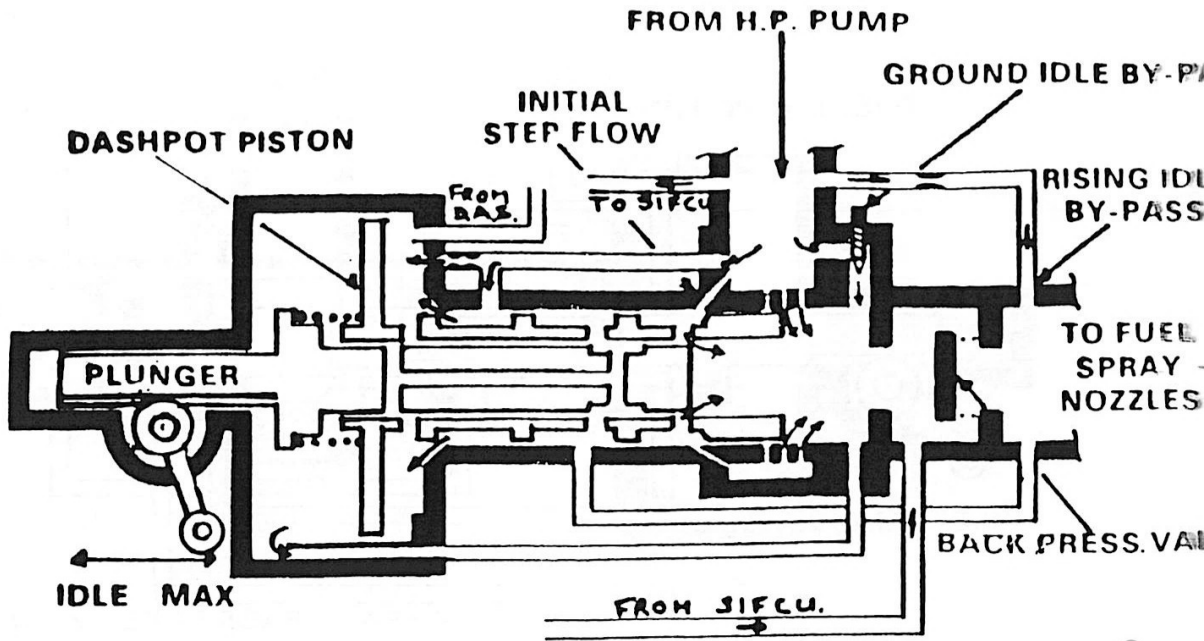 FROM H.P. PUMP
GROUND IDLE BY-PA
INITIAL
STEP FLOW
DASHPOT PISTON
FROM
TO SIFCU
RISING IDL
BY-PASS
TO FUEL
SPRAY
NOZZLES
PLUNGER
BACK PRESS. VAL
IDLE MAX
FROM SIFCU.